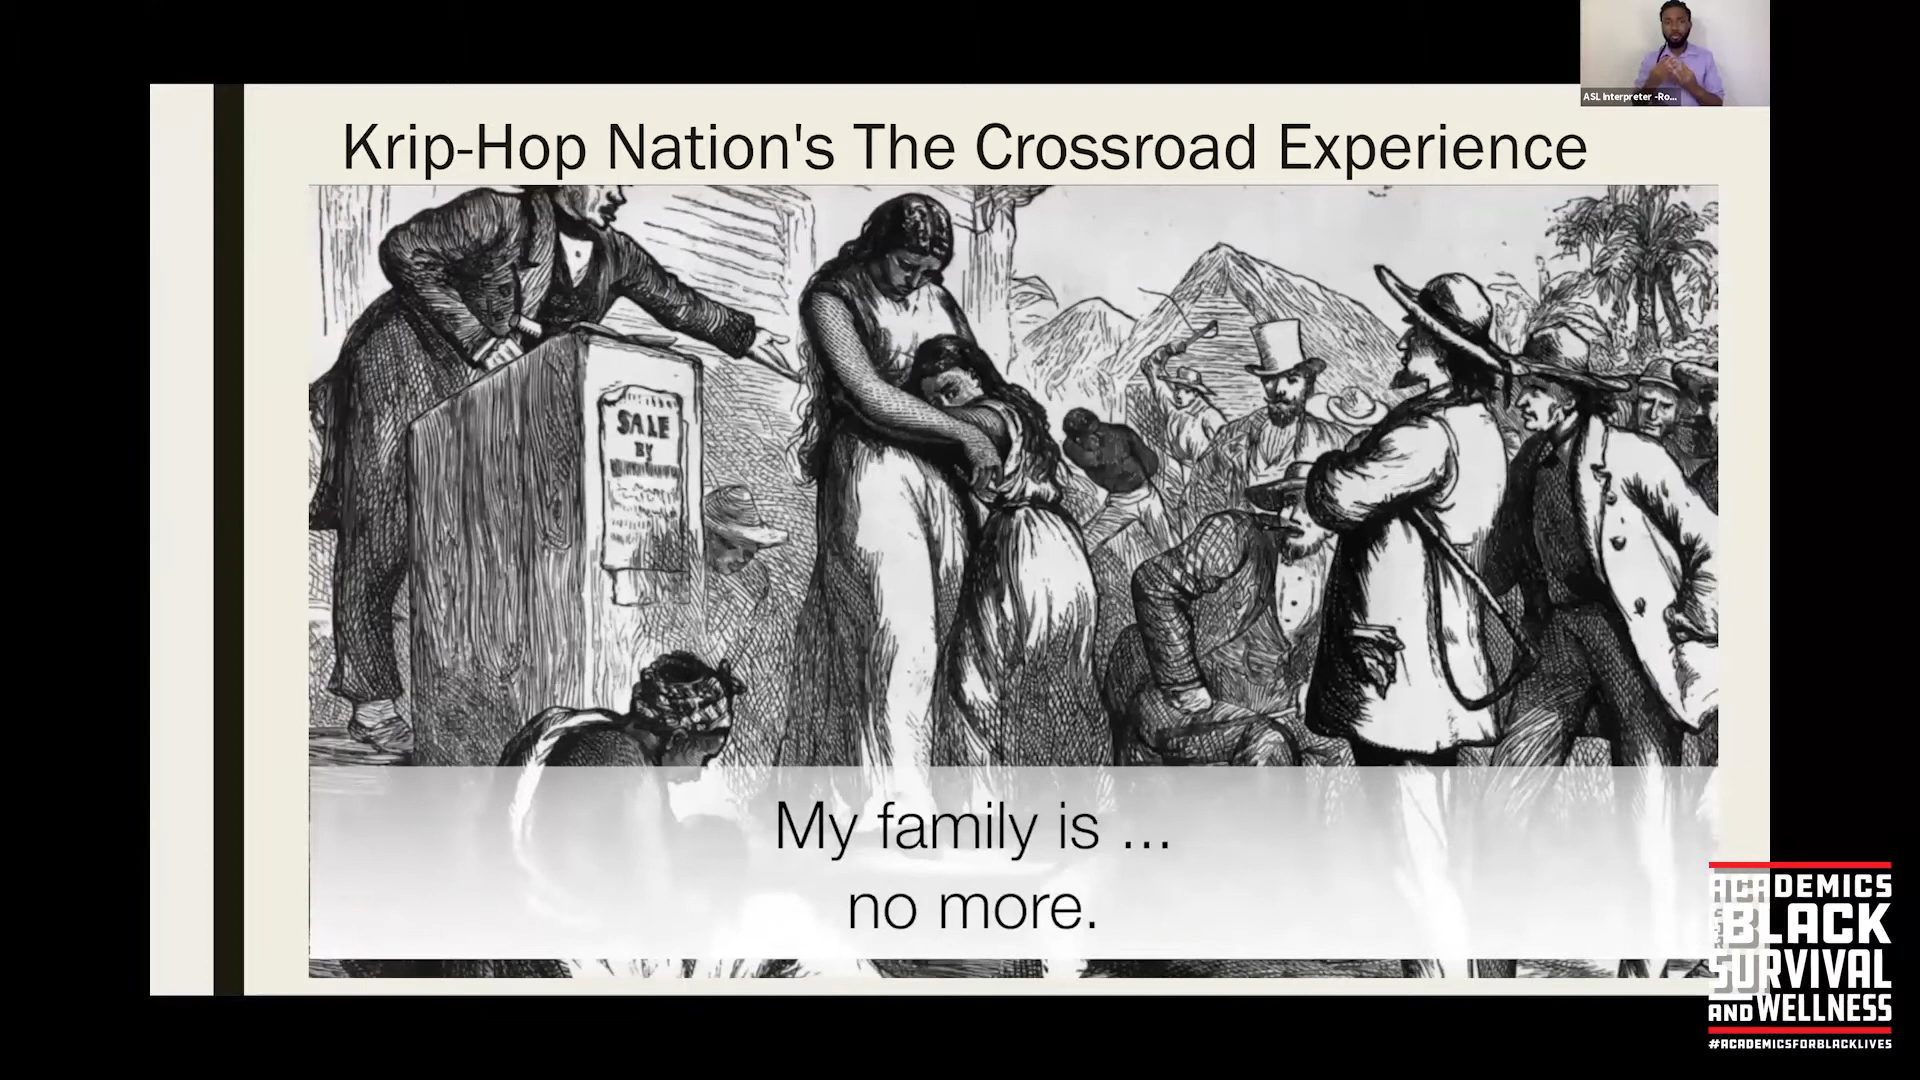 ASL Interpreter -Ro...
Krip-Hop Nation's The Crossroad Experience
SALE
BY
My family is ...
no more.
ACADEMICS
BLACK
SURVIVAL
AND WELLNESS
#ACADEMICSFORBLACKLIVES